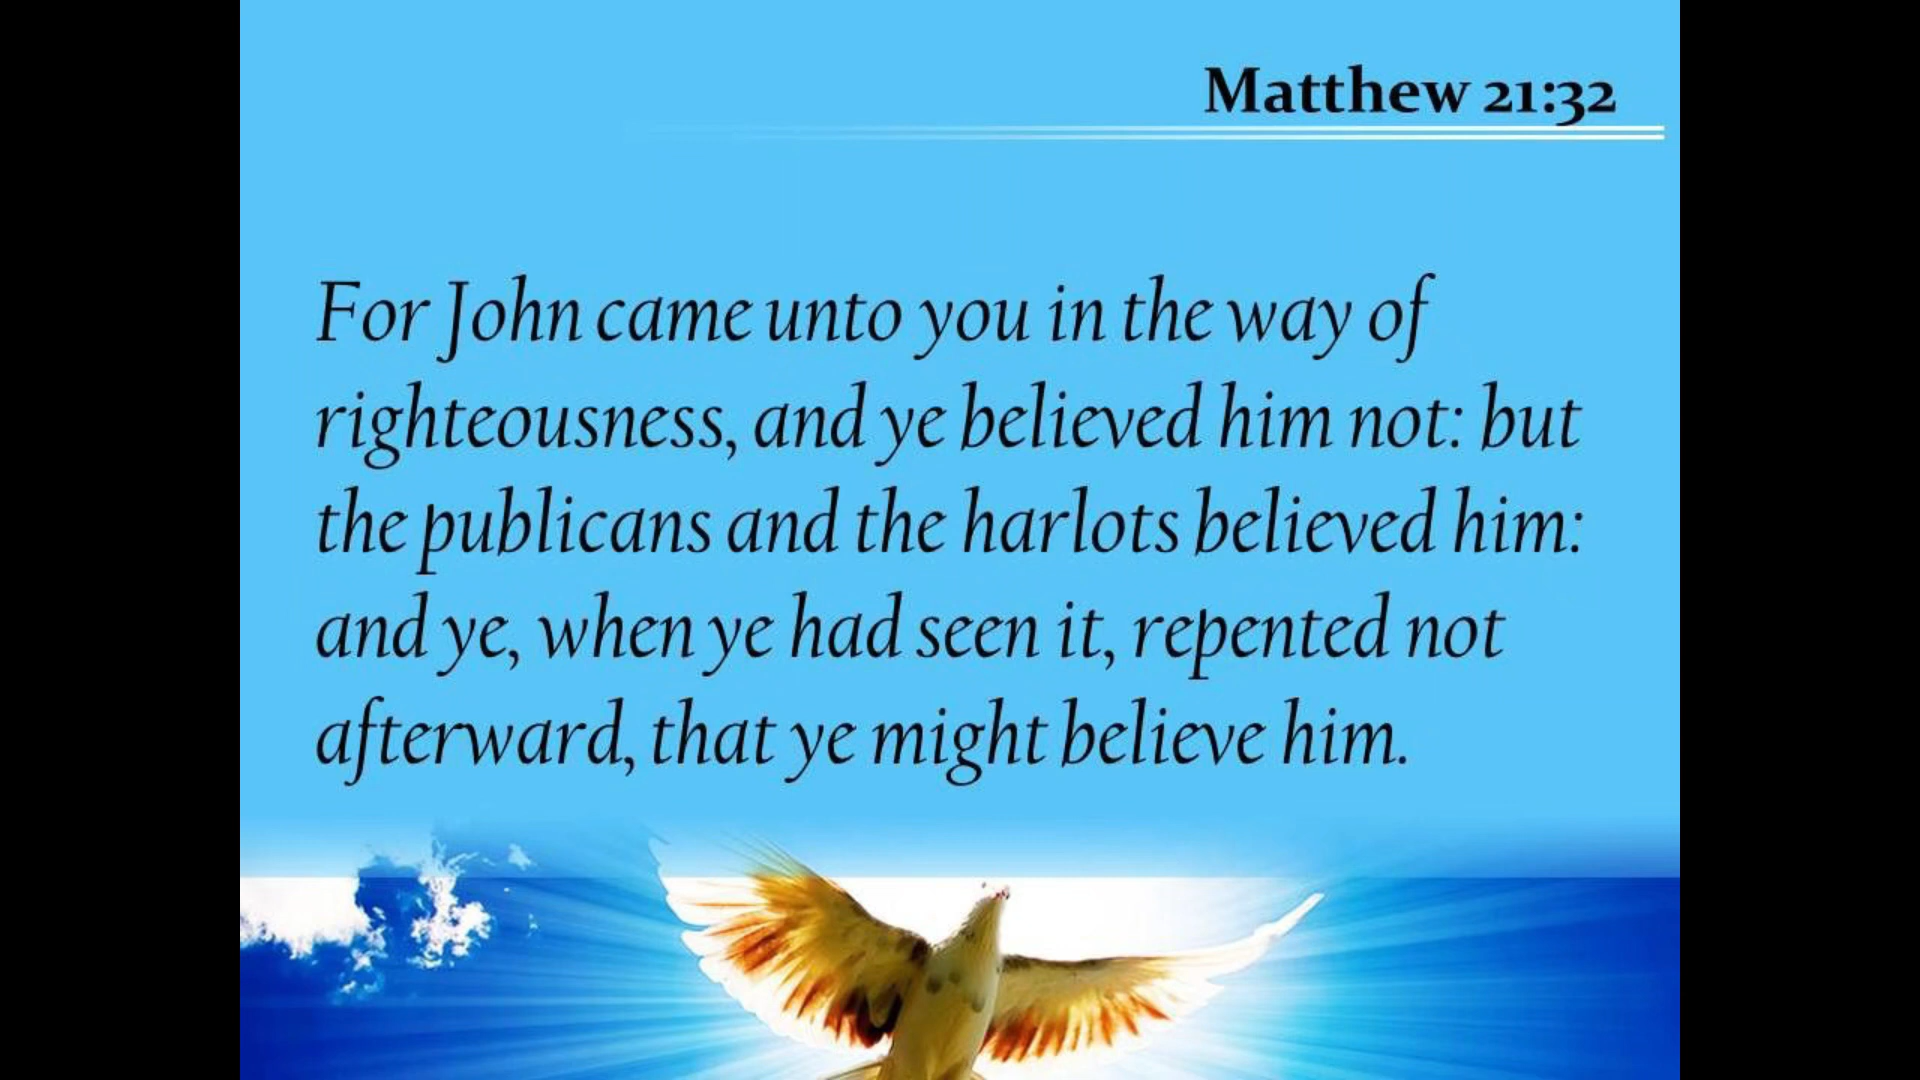 Matthew 21:32
For John came unto you in the way of
righteousness, and ye believed him not: but
the publicans and the harlots believed him:
and ye, when ye had seen it, repented not
afterward, that ye might believe him.